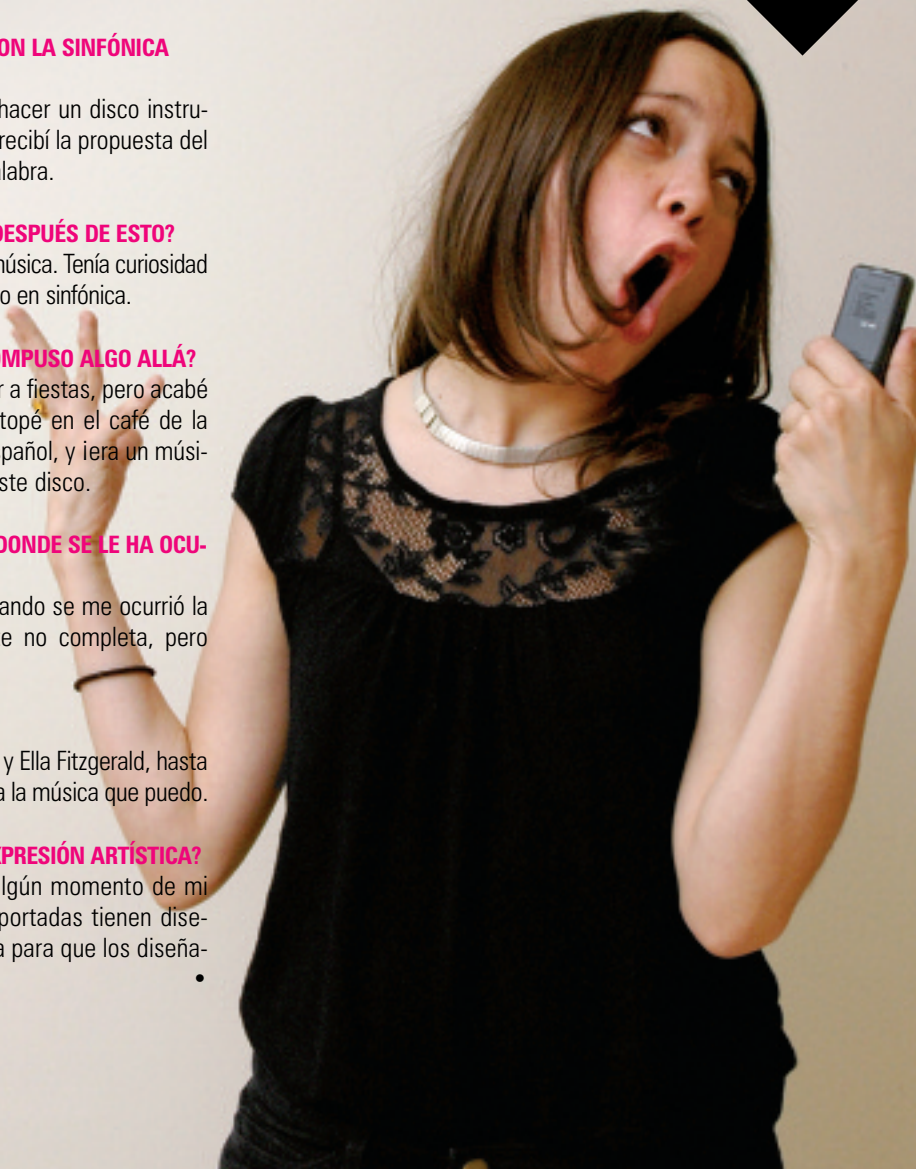 ON LA SINFÓNICA
hacer un disco instru-
recibí la propuesta del
labra.
DESPUÉS DE ESTO?
música. Tenía curiosidad
o en sinfónica.
OMPUSO ALGO ALLÁ?
r a fiestas, pero acabé
topé en el café de la
spañol, y ¡era un músi-
ste disco.
DONDE SE LE HA OCU-
ando se me ocurrió la
e no completa, pero
y Ella Fitzgerald, hasta
a la música que puedo.
XPRESIÓN ARTÍSTICA?
lgún momento de mi
portadas tienen dise-
a para que los diseña-
•